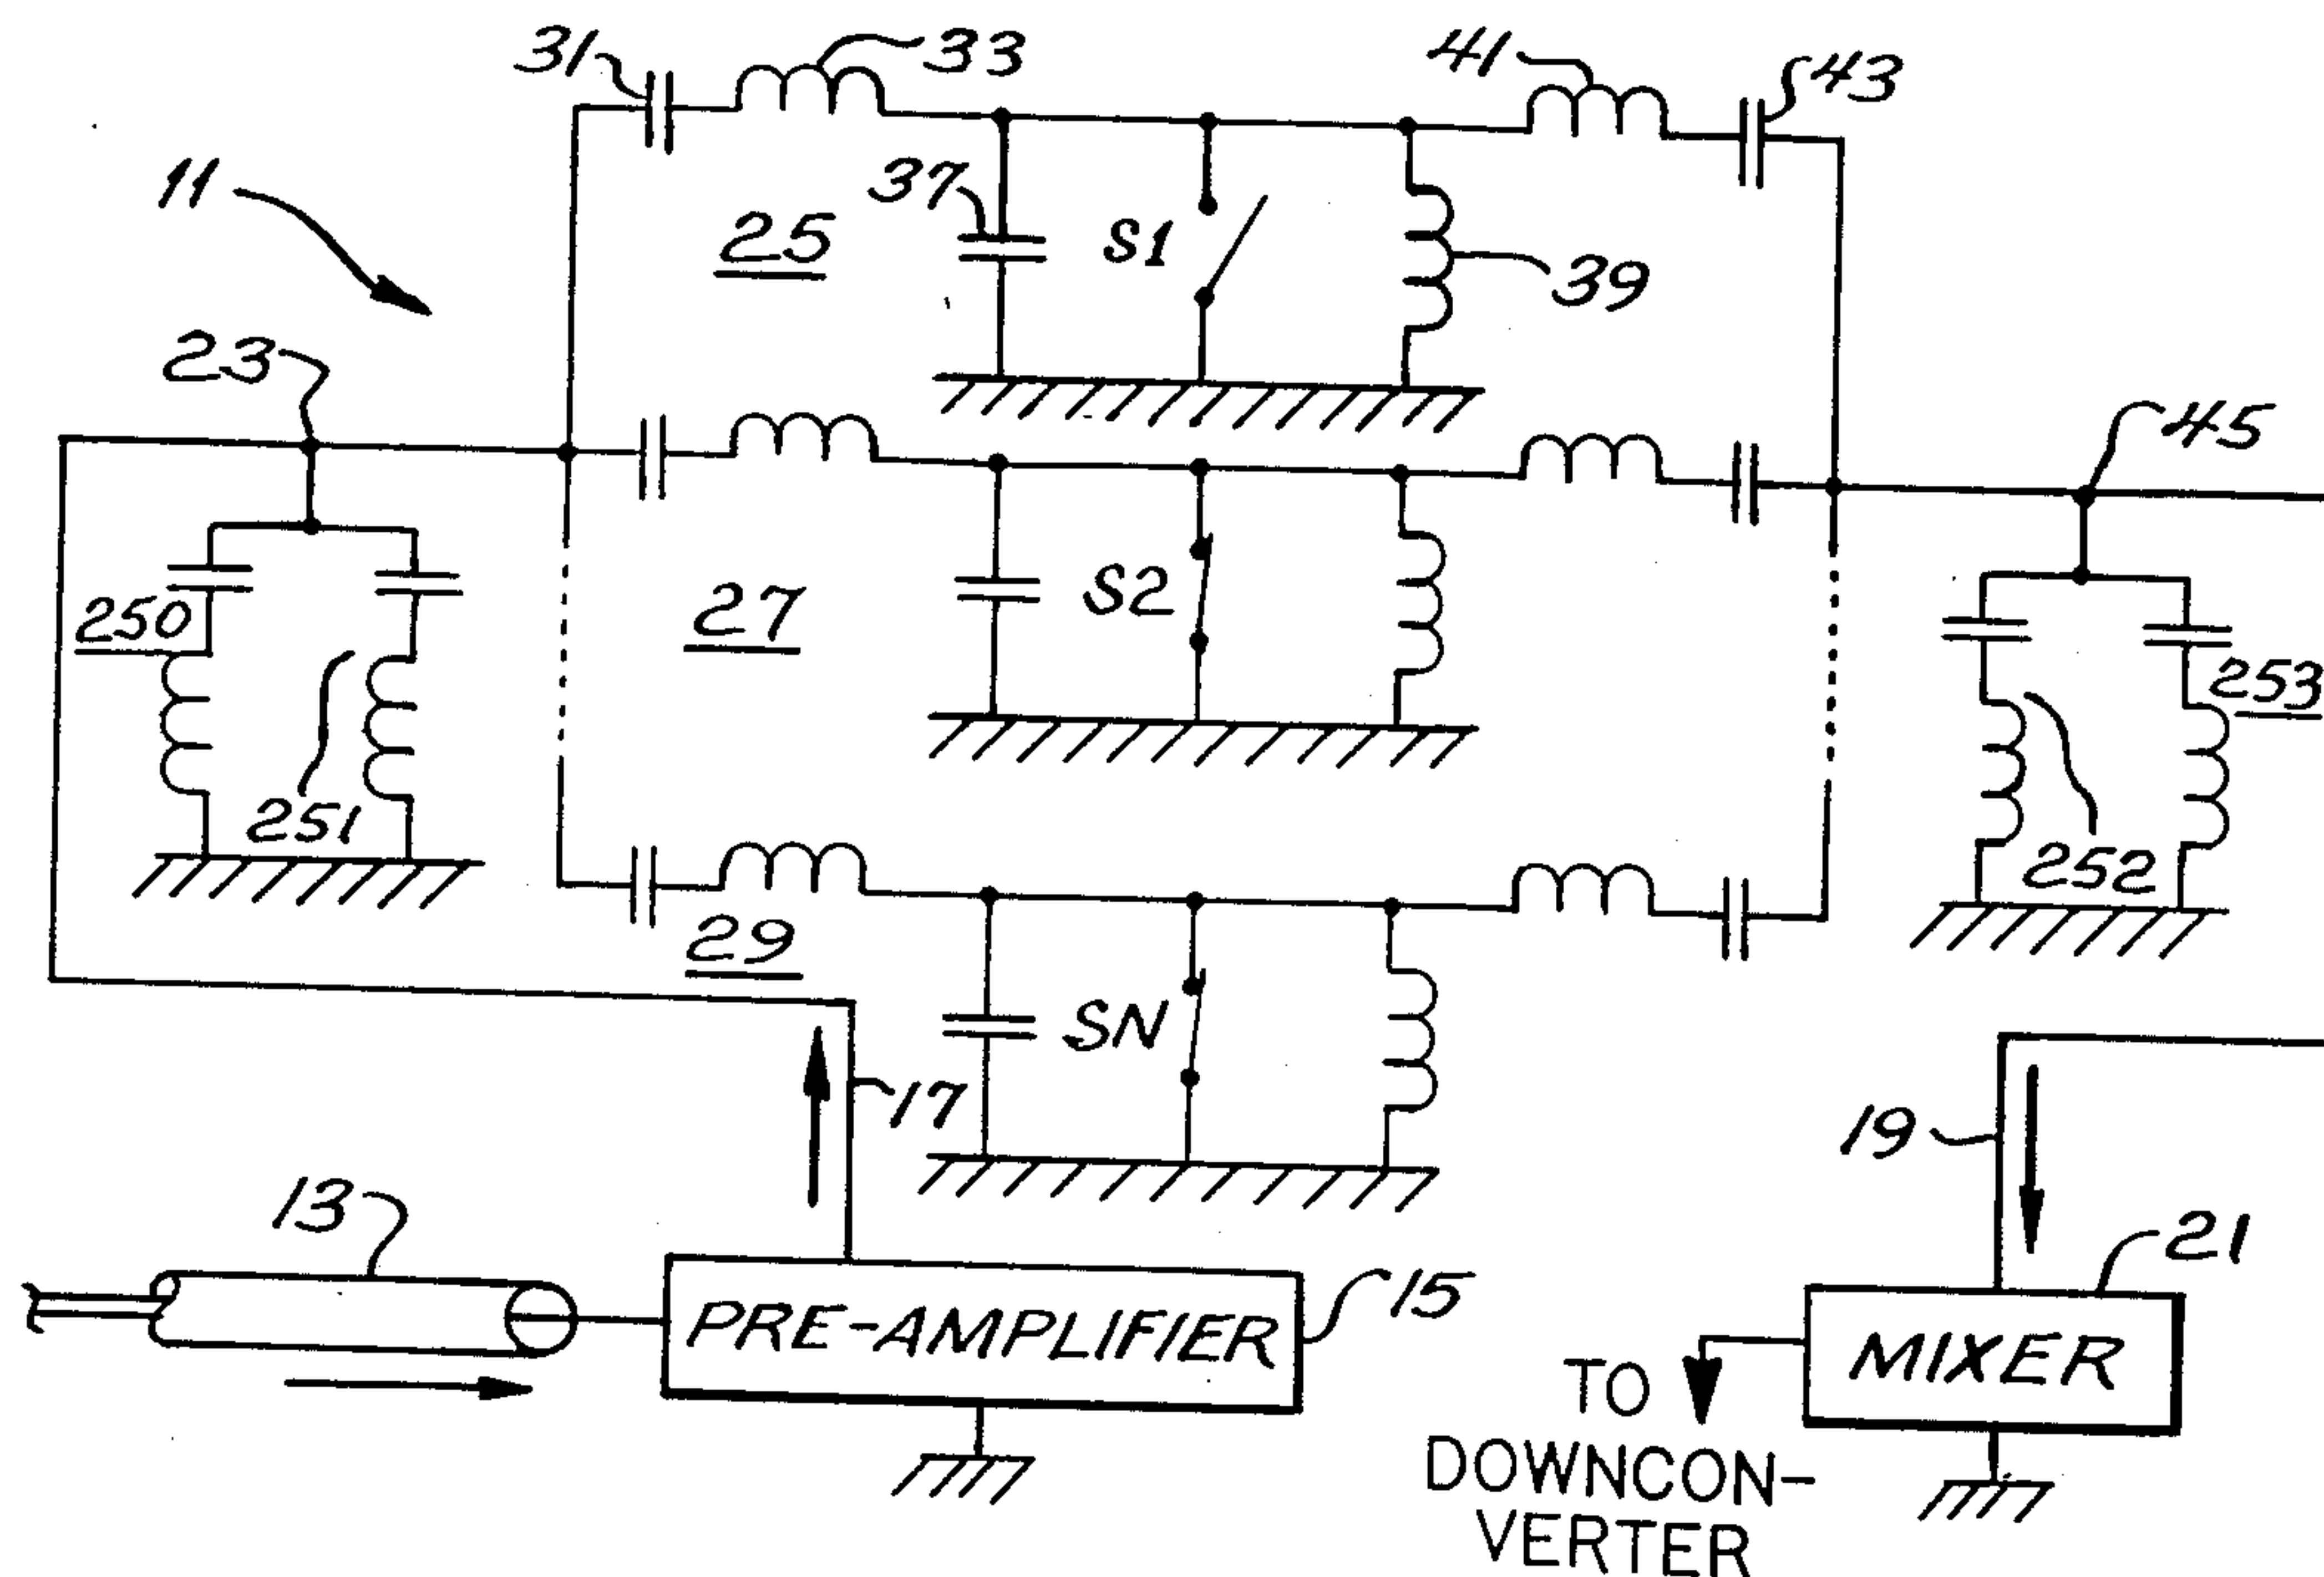 31
33
41
43
11
37
25
S1
39
23
45
250
27
S2
253
251
252
29
SN
17
19
13
21
15
PRE-AMPLIFIER
MIXER
TO
DOWNCON-
VERTER